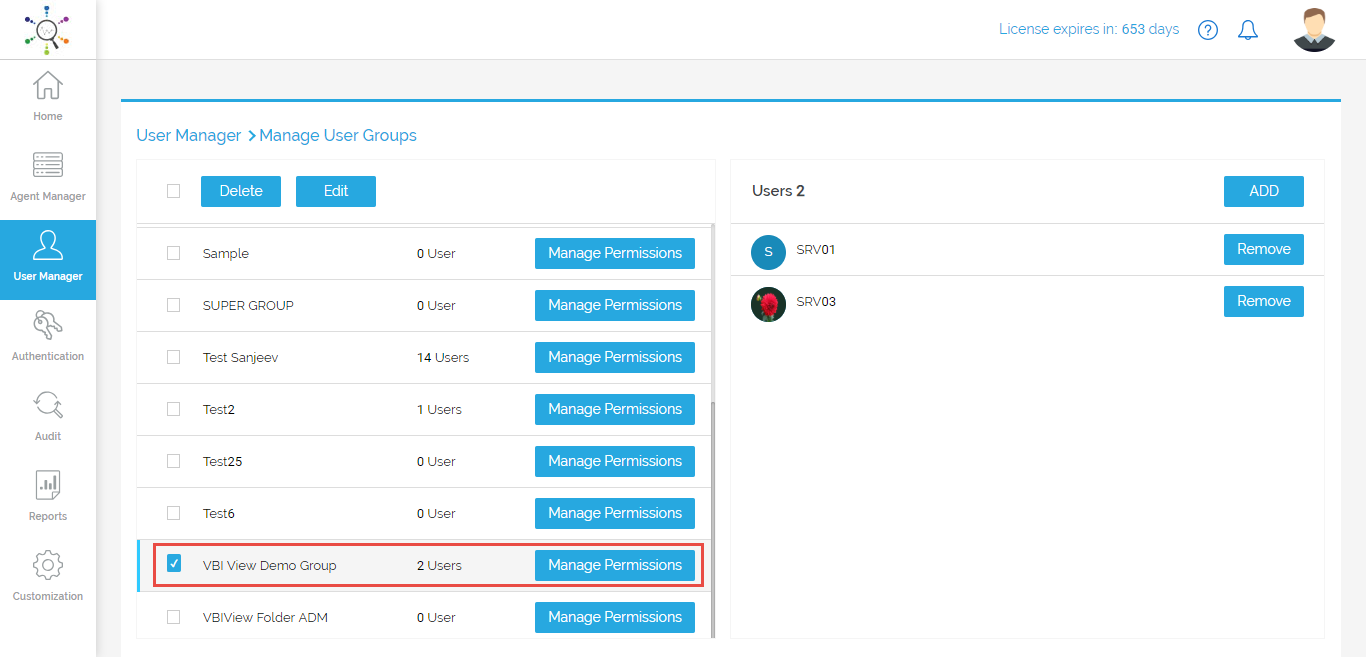 License expires in: 653 days
Home
Agent Manager
User Manager
Authentication
Audit
Reports
Customization
User Manager > Manage User Groups
Delete Edit
Sample 0 User Manage Permissions
SUPER GROUP 0 User Manage Permissions
Test Sanjeev 14 Users Manage Permissions
Test2 1 Users Manage Permissions
Test25 0 User Manage Permissions
Test6 0 User Manage Permissions
VBI View Demo Group 2 Users Manage Permissions
VBIView Folder ADM 0 User Manage Permissions
Users 2 ADD
S SRV01 Remove
SRV03 Remove